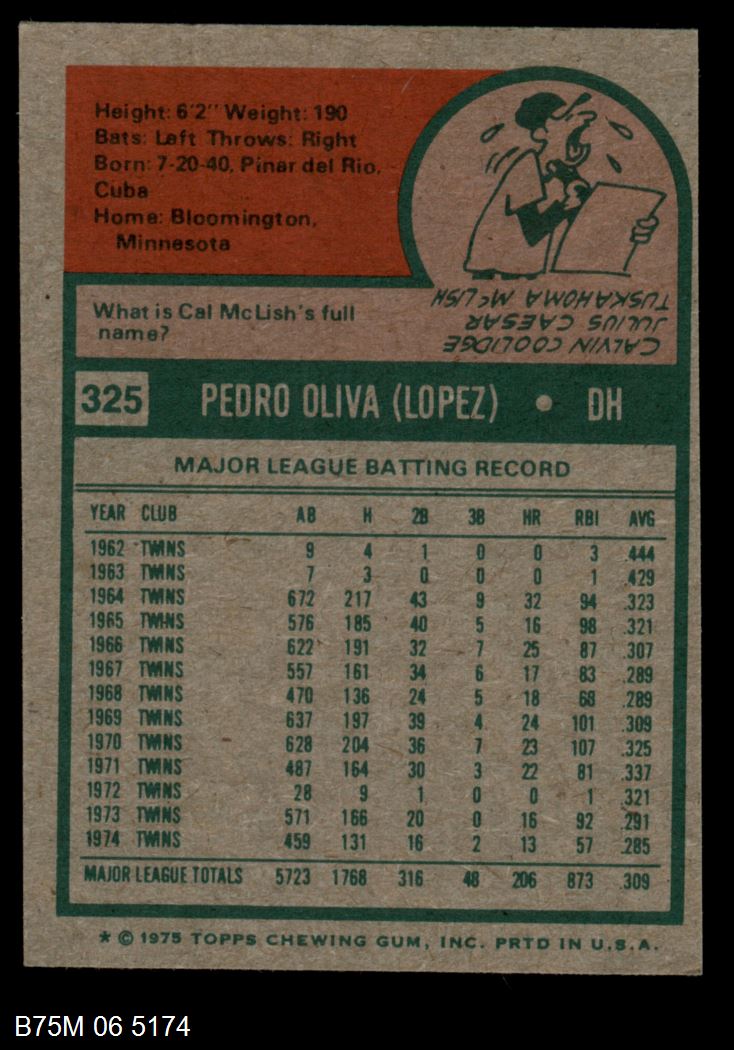 Height: 6'2" Weight: 190
Bats: Left Throws: Right
Born: 7-20-40, Pinar del Rio,
Cuba
Home: Bloomington,
Minnesota
What is Cal McLish's full
name?
CALVIN COOLIDGE
JULIUS CAESAR
TUSKAHOMA McLISH
325 PEDRO OLIVA (LOPEZ) • DH
MAJOR LEAGUE BATTING RECORD
YEAR CLUB AB H 2B 3B HR RBI AVG
1962 TWINS 9 4 1 0 0 3 .444
1963 TWINS 7 3 0 0 0 1 .429
1964 TWINS 672 217 43 9 32 94 .323
1965 TWINS 576 185 40 5 16 98 .321
1966 TWINS 622 191 32 7 25 87 .307
1967 TWINS 557 161 34 6 17 83 .289
1968 TWINS 470 136 24 5 18 68 .289
1969 TWINS 637 197 39 4 24 101 .309
1970 TWINS 628 204 36 7 23 107 .325
1971 TWINS 487 164 30 3 22 81 .337
1972 TWINS 28 9 1 0 0 1 .321
1973 TWINS 571 166 20 0 16 92 .291
1974 TWINS 459 131 16 2 13 57 .285
MAJOR LEAGUE TOTALS 5723 1768 316 48 206 873 .309
* © 1975 TOPPS CHEWING GUM, INC. PRTD IN U.S.A.
B75M 06 5174